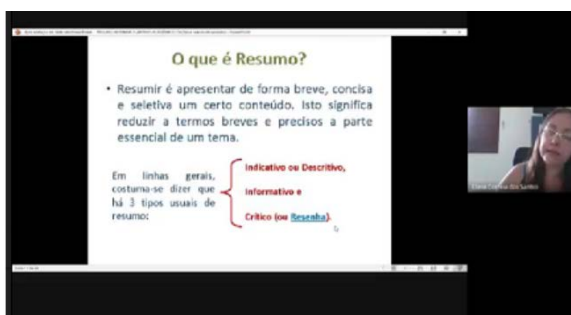 O que é Resumo?
• Resumir é apresentar de forma breve, concisa
e seletiva um certo conteúdo. Isto significa
reduzir a termos breves e precisos a parte
essencial de um tema.
Em linhas gerais,
costuma-se dizer que
há 3 tipos usuais de
resumo:
Indicativo ou Descritivo,
Informativo e
Crítico (ou Resenha).
dos Santos